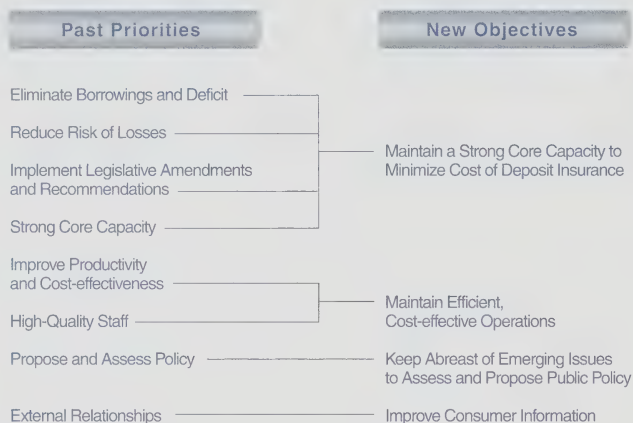 Past Priorities
New Objectives
Eliminate Borrowings and Deficit
Reduce Risk of Losses
Implement Legislative Amendments
and Recommendations
Strong Core Capacity
Maintain a Strong Core Capacity to
Minimize Cost of Deposit Insurance
Improve Productivity
and Cost-effectiveness
High-Quality Staff
Maintain Efficient,
Cost-effective Operations
Propose and Assess Policy
Keep Abreast of Emerging Issues
to Assess and Propose Public Policy
External Relationships
Improve Consumer Information